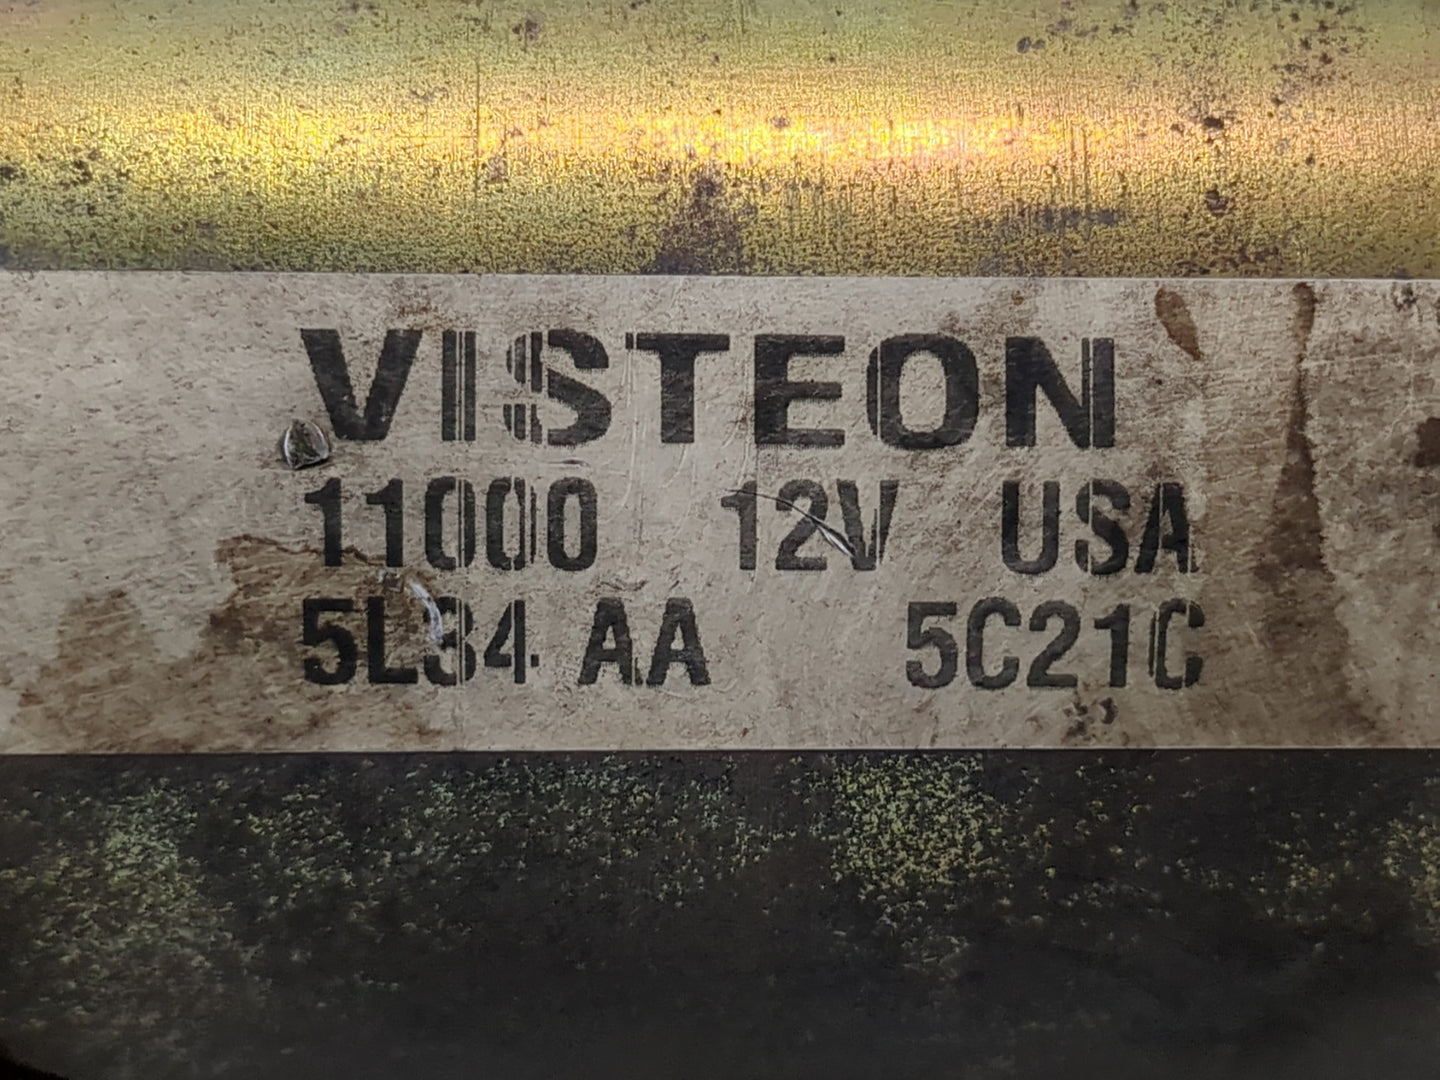 VISTEON
11000 12V USA
5L34 AA 5C21C